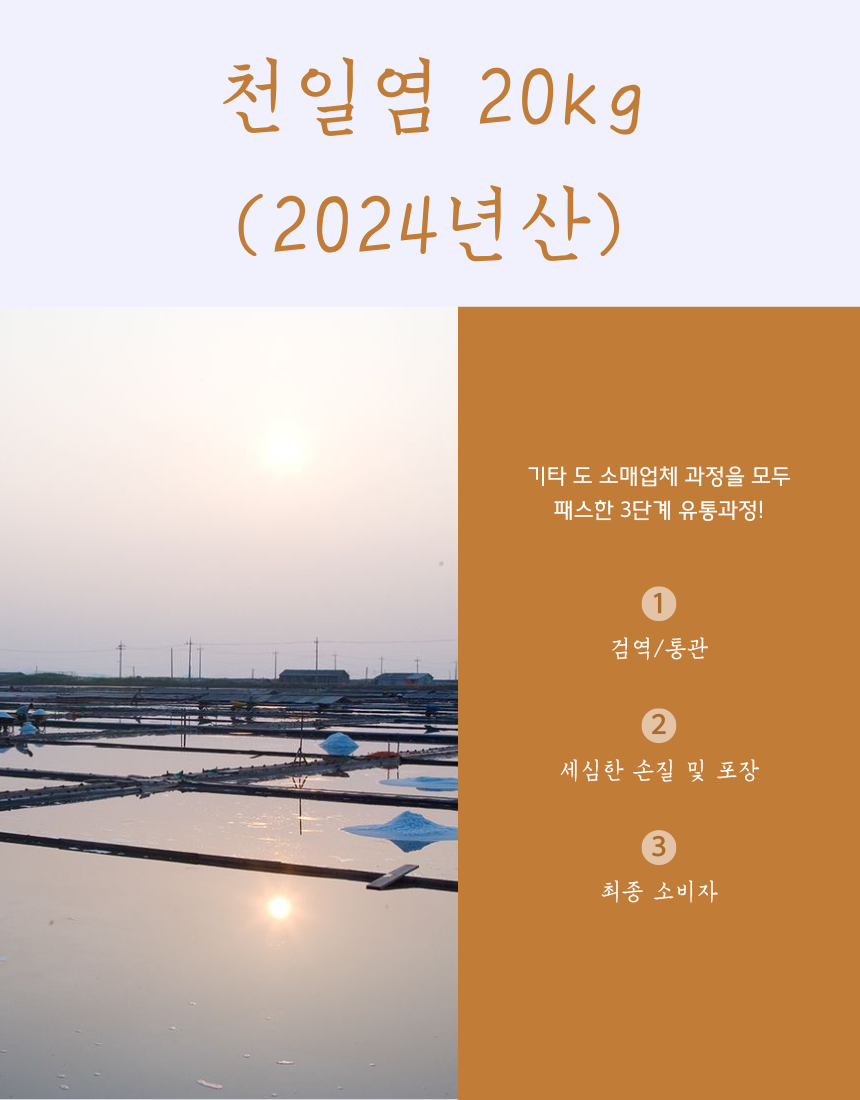 천일염 20kg
(2024년산)
기타 도 소매업체 과정을 모두
패스한 3단계 유통과정!
1
검역/통관
2
세심한 손질 및 포장
3
최종 소비자